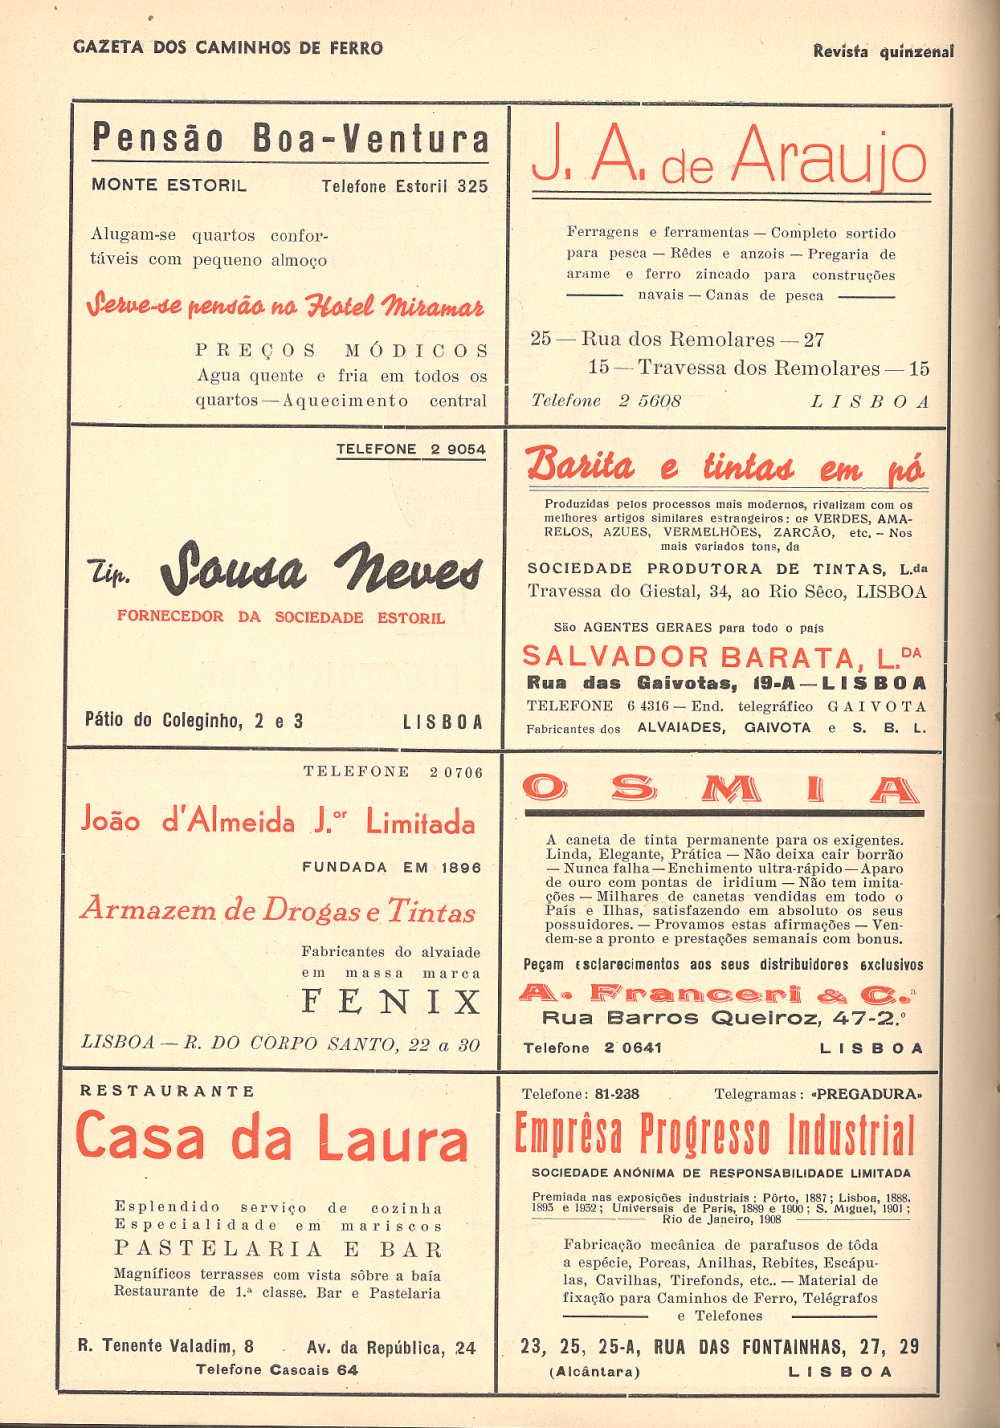 GAZETA DOS CAMINHOS DE FERRO
Revista quinzenal
Pensão Boa-Ventura
MONTE ESTORIL Telefone Estoril 325
Alugam-se quartos confor-
táveis com pequeno almoço
Serve-se pensão no Hotel Miramar
PREÇOS MÓDICOS
Agua quente e fria em todos os
quartos — Aquecimento central
J. A. de Araujo
Ferragens e ferramentas — Completo sortido
para pesca — Rêdes e anzois — Pregaria de
arame e ferro zincado para construções
navais — Canas de pesca
25 — Rua dos Remolares — 27
15 — Travessa dos Remolares — 15
Telefone 2 5608 LISBOA
TELEFONE 2 9054
Tip. Sousa Neves
FORNECEDOR DA SOCIEDADE ESTORIL
Pátio do Coleginho, 2 e 3 LISBOA
Barita e tintas em pó
Produzidas pelos processos mais modernos, rivalizam com os
melhores artigos similares estrangeiros: os VERDES, AMA-
RELOS, AZUES, VERMELHÕES, ZARCÃO, etc. – Nos
mais variados tons, da
SOCIEDADE PRODUTORA DE TINTAS, L.da
Travessa do Giestal, 34, ao Rio Sêco, LISBOA
São AGENTES GERAES para todo o país
SALVADOR BARATA, L.DA
Rua das Gaivotas, 19-A — LISBOA
TELEFONE 6 4316 — End. telegráfico GAIVOTA
Fabricantes dos ALVAIADES, GAIVOTA e S. B. L.
TELEFONE 2 0706
João d'Almeida J.or Limitada
FUNDADA EM 1896
Armazem de Drogas e Tintas
Fabricantes do alvaiade
em massa marca
FENIX
LISBOA — R. DO CORPO SANTO, 22 a 30
OSMIA
A caneta de tinta permanente para os exigentes.
Linda, Elegante, Prática — Não deixa cair borrão
— Nunca falha — Enchimento ultra-rápido — Aparo
de ouro com pontas de iridium — Não tem imita-
ções — Milhares de canetas vendidas em todo o
País e Ilhas, satisfazendo em absoluto os seus
possuidores. — Provamos estas afirmações — Ven-
dem-se a pronto e prestações semanais com bonus.
Peçam esclarecimentos aos seus distribuidores exclusivos
A. Franceri & C.ª
Rua Barros Queiroz, 47-2.º
Telefone 2 0641 LISBOA
RESTAURANTE
Casa da Laura
Esplendido serviço de cozinha
Especialidade em mariscos
PASTELARIA E BAR
Magníficos terrasses com vista sôbre a baía
Restaurante de 1.ª classe. Bar e Pastelaria
R. Tenente Valadim, 8 Av. da República, 24
Telefone Cascais 64
Telefone: 81-238 Telegramas: «PREGADURA»
Emprêsa Progresso Industrial
SOCIEDADE ANÓNIMA DE RESPONSABILIDADE LIMITADA
Premiada nas exposições industriais: Pôrto, 1887; Lisboa, 1888,
1893 e 1932; Universais de Paris, 1889 e 1900; S. Miguel, 1901;
Rio de Janeiro, 1908
Fabricação mecânica de parafusos de tôda
a espécie, Porcas, Anilhas, Rebites, Escápu-
las, Cavilhas, Tirefonds, etc.. — Material de
fixação para Caminhos de Ferro, Telégrafos
e Telefones
23, 25, 25-A, RUA DAS FONTAINHAS, 27, 29
(Alcântara) LISBOA